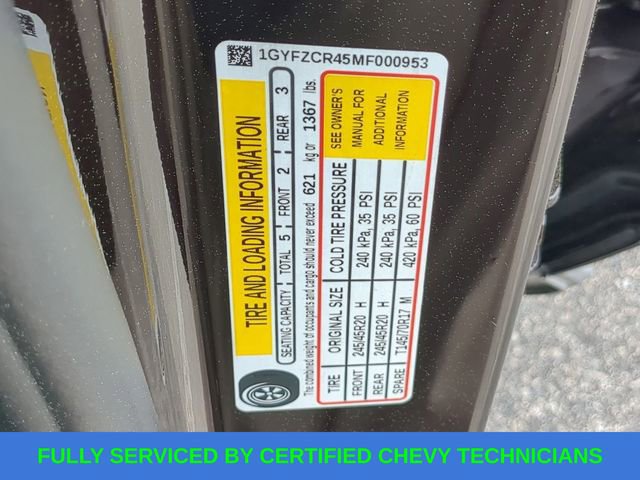 1GYFZCR45MF000953
TIRE AND LOADING INFORMATION
SEATING CAPACITY TOTAL 5 FRONT 2 REAR 3
The combined weight of occupants and cargo should never exceed 621 kg or 1367 lbs.
TIRE ORIGINAL SIZE COLD TIRE PRESSURE
FRONT 245/45R20 H 240 kPa, 35 PSI
REAR 245/45R20 H 240 kPa, 35 PSI
SPARE T145/70R17 M 420 kPa, 60 PSI
SEE OWNER'S
MANUAL FOR
ADDITIONAL
INFORMATION
FULLY SERVICED BY CERTIFIED CHEVY TECHNICIANS